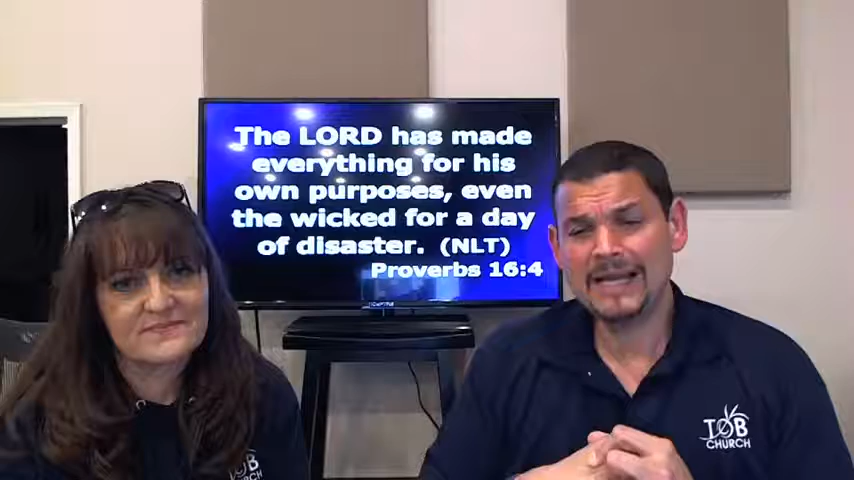 The LORD has made
everything for his
own purposes, even
the wicked for a day
of disaster. (NLT)
Proverbs 16:4
TOB
CHURCH